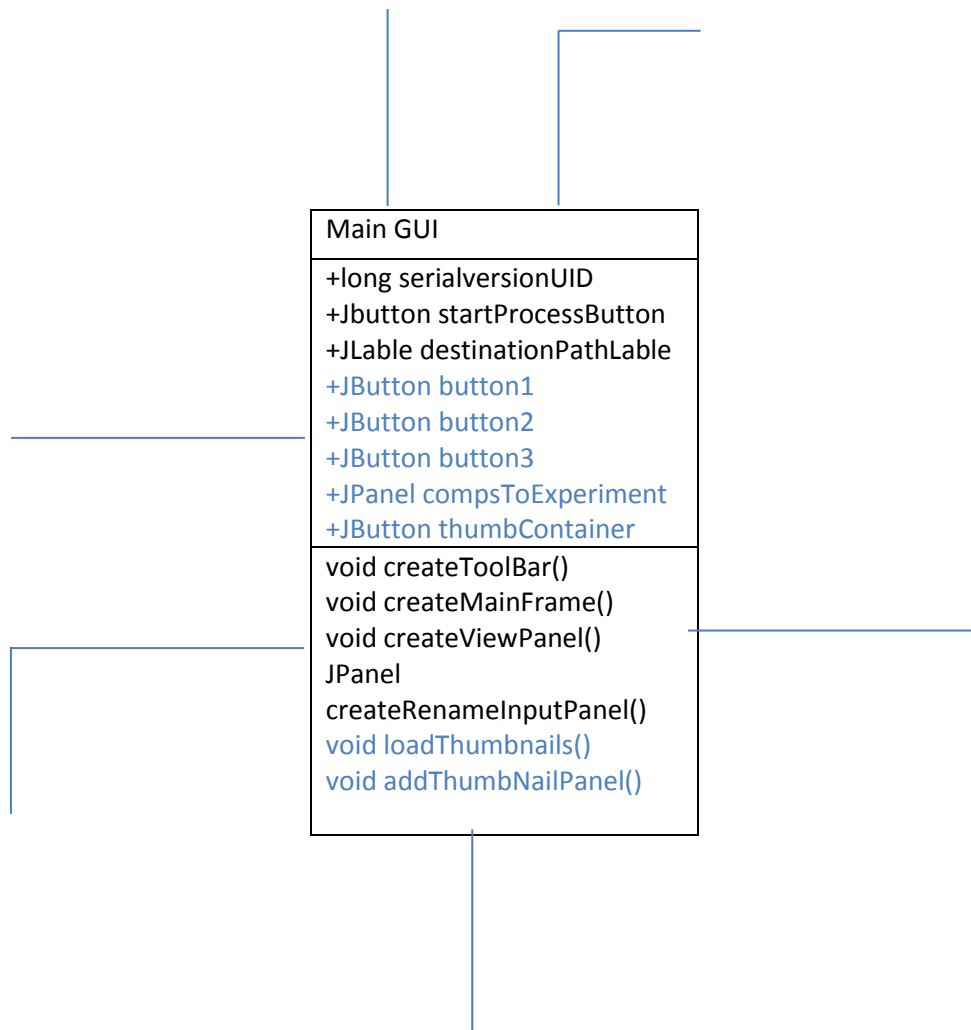 Main GUI
+long serialversionUID
+Jbutton startProcessButton
+JLable destinationPathLable
+JButton button1
+JButton button2
+JButton button3
+JPanel compsToExperiment
+JButton thumbContainer
void createToolBar()
void createMainFrame()
void createViewPanel()
JPanel
createRenameInputPanel()
void loadThumbnails()
void addThumbNailPanel()